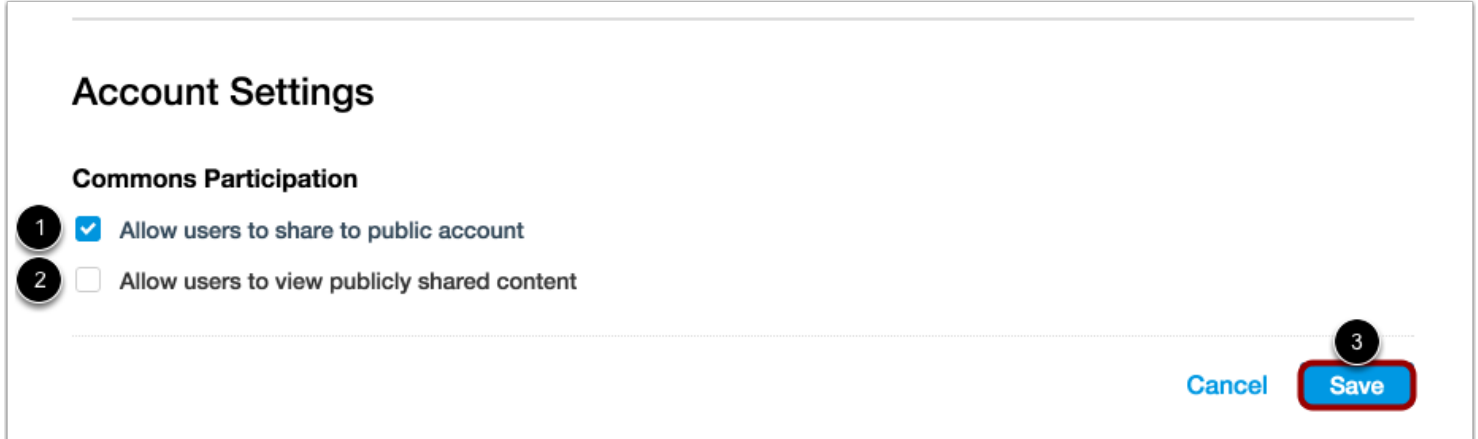 Account Settings
Commons Participation
1 Allow users to share to public account
2 Allow users to view publicly shared content
3
Cancel Save